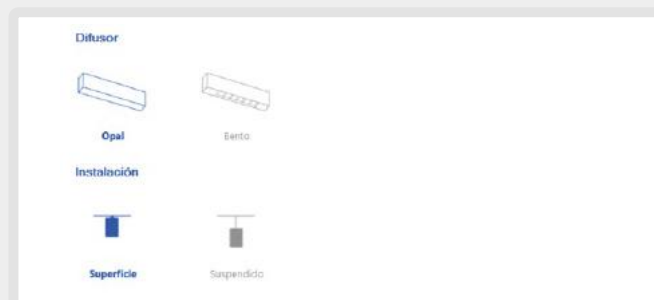 Difusor
Opal Bento
Instalación
Superficie Suspendido